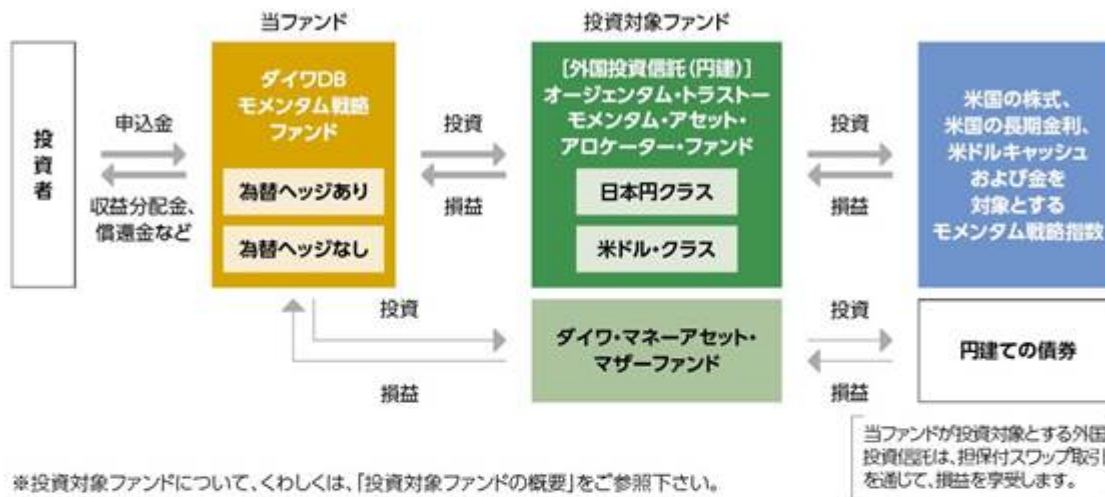 当ファンド
投資対象ファンド
投資者
申込金
収益分配金、
償還金など
ダイワDB
モメンタム戦略
ファンド
為替ヘッジあり
為替ヘッジなし
投資
損益
[外国投資信託(円建)]
オージェンタム・トラスト－
モメンタム・アセット・
アロケーター・ファンド
日本円クラス
米ドル・クラス
投資
損益
米国の株式、
米国の長期金利、
米ドルキャッシュ
および金を
対象とする
モメンタム戦略指数
投資
損益
ダイワ・マネーアセット・
マザーファンド
投資
損益
円建ての債券
当ファンドが投資対象とする外国
投資信託は、担保付スワップ取引
を通じて、損益を享受します。
※投資対象ファンドについて、くわしくは、「投資対象ファンドの概要」をご参照下さい。